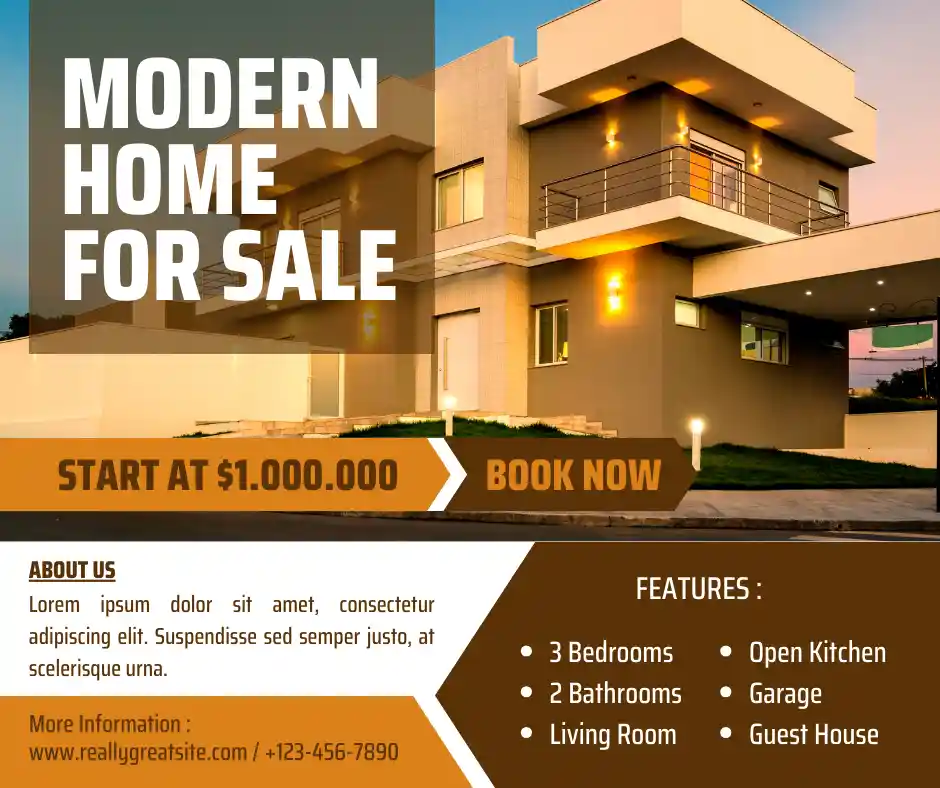 MODERN
HOME
FOR SALE
START AT $1.000.000
BOOK NOW
ABOUT US
Lorem ipsum dolor sit amet, consectetur
adipiscing elit. Suspendisse sed semper justo, at
scelerisque urna.
More Information :
www.reallygreatsite.com / +123-456-7890
FEATURES :
• 3 Bedrooms
• 2 Bathrooms
• Living Room
• Open Kitchen
• Garage
• Guest House